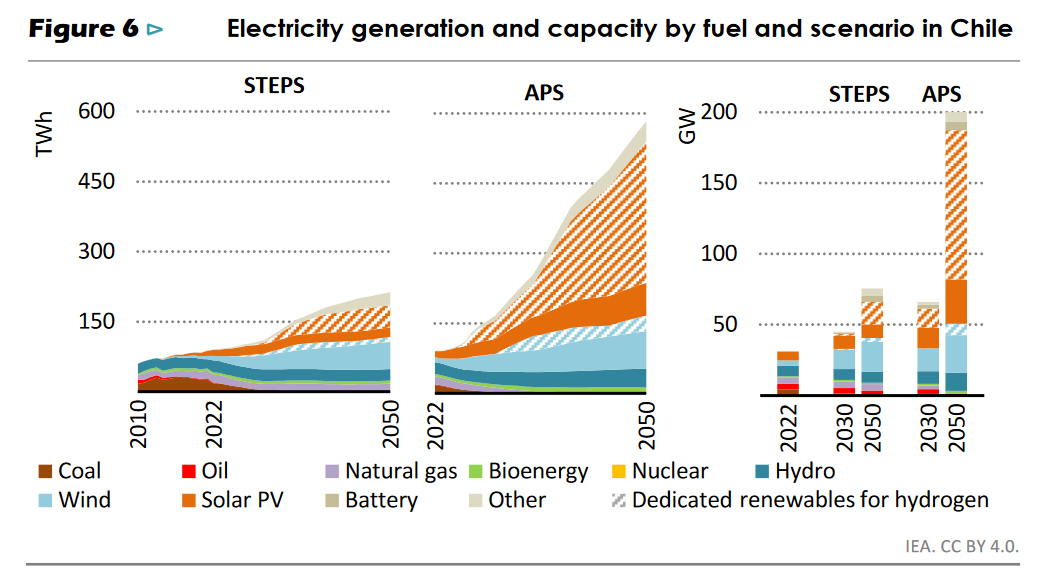 Figure 6 ⊳ Electricity generation and capacity by fuel and scenario in Chile
STEPS
APS
STEPS APS
TWh
600
450
300
150
2010
2022
2050
2022
2050
GW
200
150
100
50
2022
2030
2050
2030
2050
Coal Oil Natural gas Bioenergy Nuclear Hydro
Wind Solar PV Battery Other Dedicated renewables for hydrogen
IEA. CC BY 4.0.